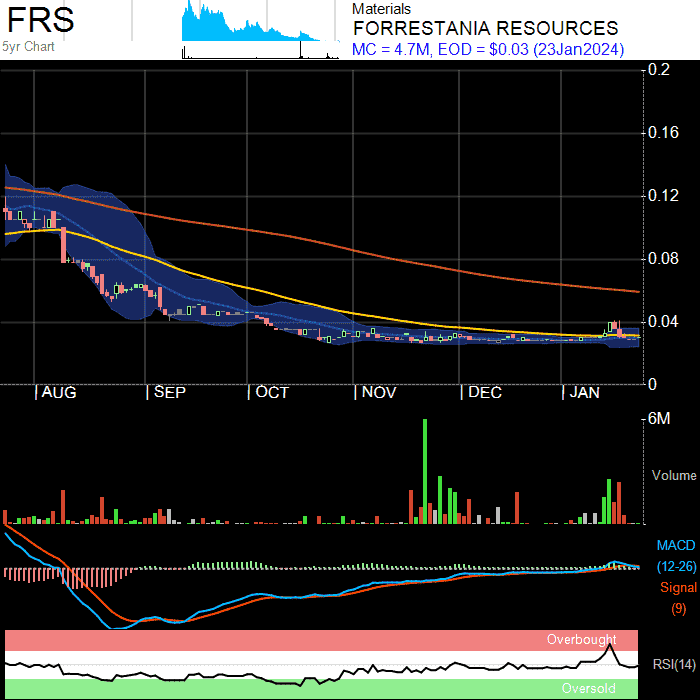 FRS
5yr Chart
Materials
FORRESTANIA RESOURCES
MC = 4.7M, EOD = $0.03 (23Jan2024)
0.2
0.16
0.12
0.08
0.04
0
AUG SEP OCT NOV DEC JAN
6M
Volume
MACD
(12-26)
Signal
(9)
Overbought
RSI(14)
Oversold